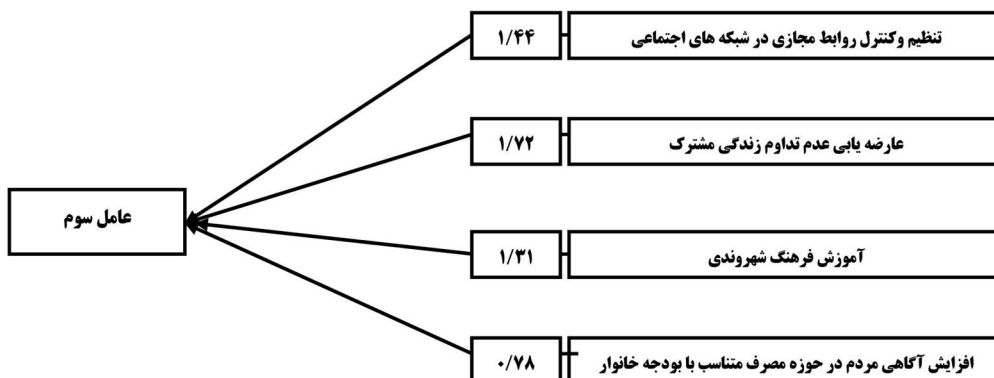 تنظیم وکنترل روابط مجازی در شبکه های اجتماعی
۱/۴۴
عارضه یابی عدم تداوم زندگی مشترک
۱/۷۲
عامل سوم
آموزش فرهنگ شهروندی
۱/۳۱
افزایش آگاهی مردم در حوزه مصرف متناسب با بودجه خانوار
۰/۷۸